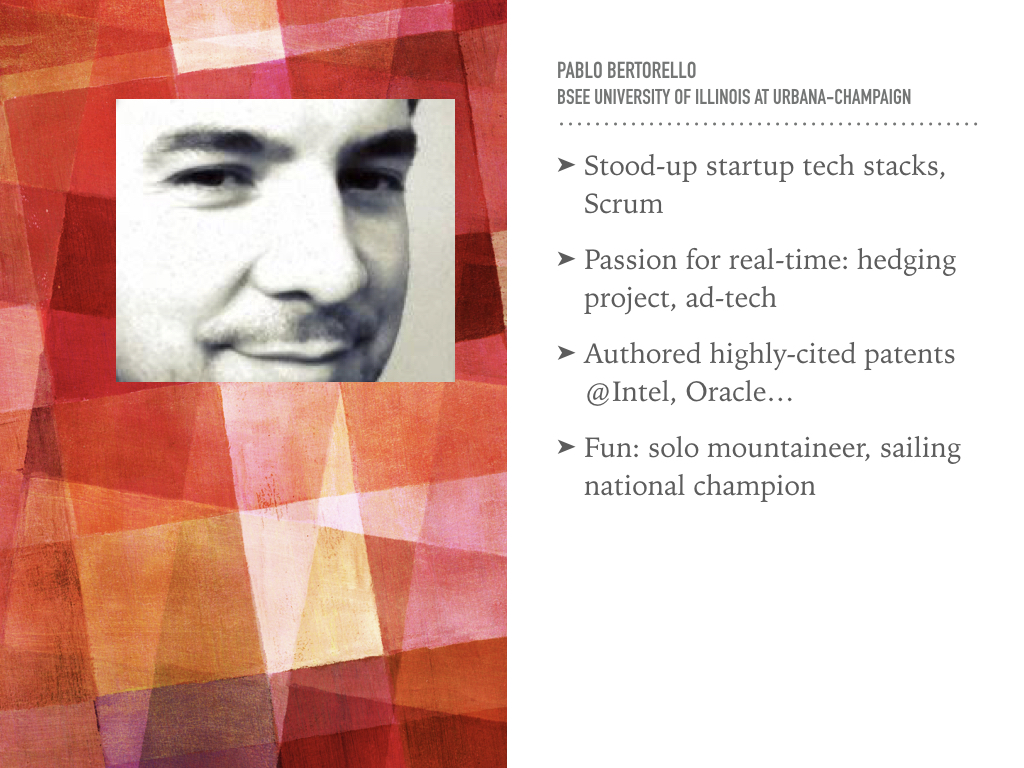 PABLO BERTORELLO
BSEE UNIVERSITY OF ILLINOIS AT URBANA-CHAMPAIGN
➤ Stood-up startup tech stacks,
Scrum
➤ Passion for real-time: hedging
project, ad-tech
➤ Authored highly-cited patents
@Intel, Oracle…
➤ Fun: solo mountaineer, sailing
national champion